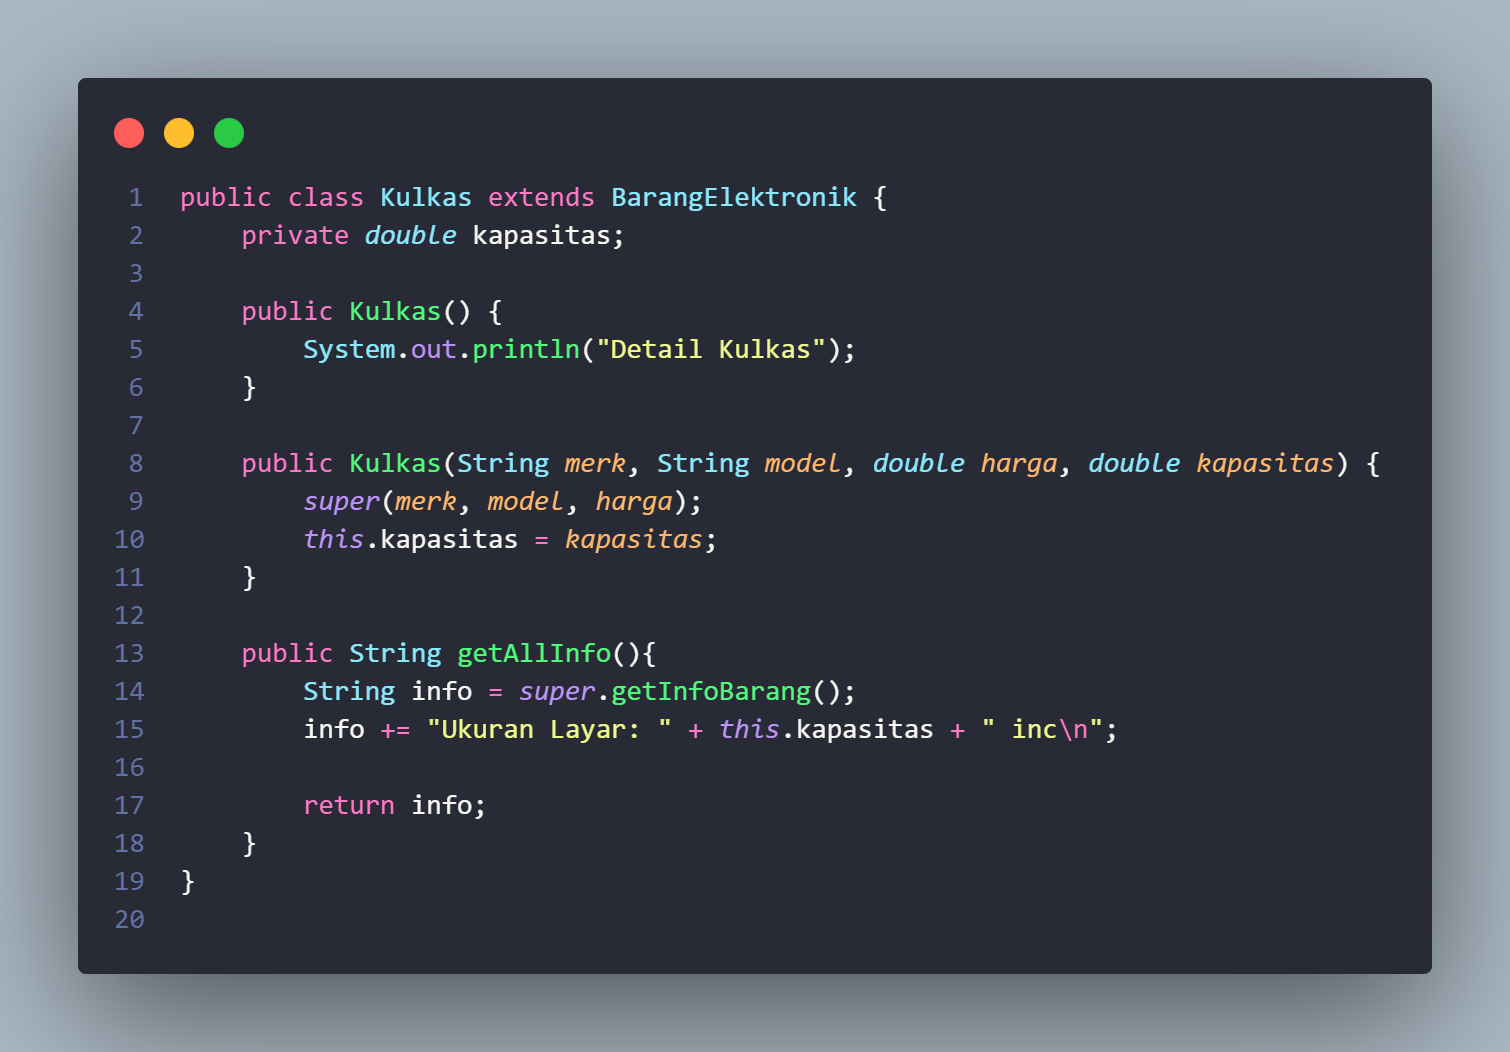 1 public class Kulkas extends BarangElektronik {
2     private double kapasitas;
3
4     public Kulkas() {
5         System.out.println("Detail Kulkas");
6     }
7
8     public Kulkas(String merk, String model, double harga, double kapasitas) {
9         super(merk, model, harga);
10         this.kapasitas = kapasitas;
11     }
12
13     public String getAllInfo(){
14         String info = super.getInfoBarang();
15         info += "Ukuran Layar: " + this.kapasitas + " inc\n";
16
17         return info;
18     }
19 }
20